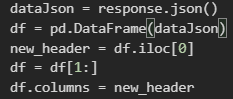 dataJson = response.json()
df = pd.DataFrame(dataJson)
new_header = df.iloc[0]
df = df[1:]
df.columns = new_header